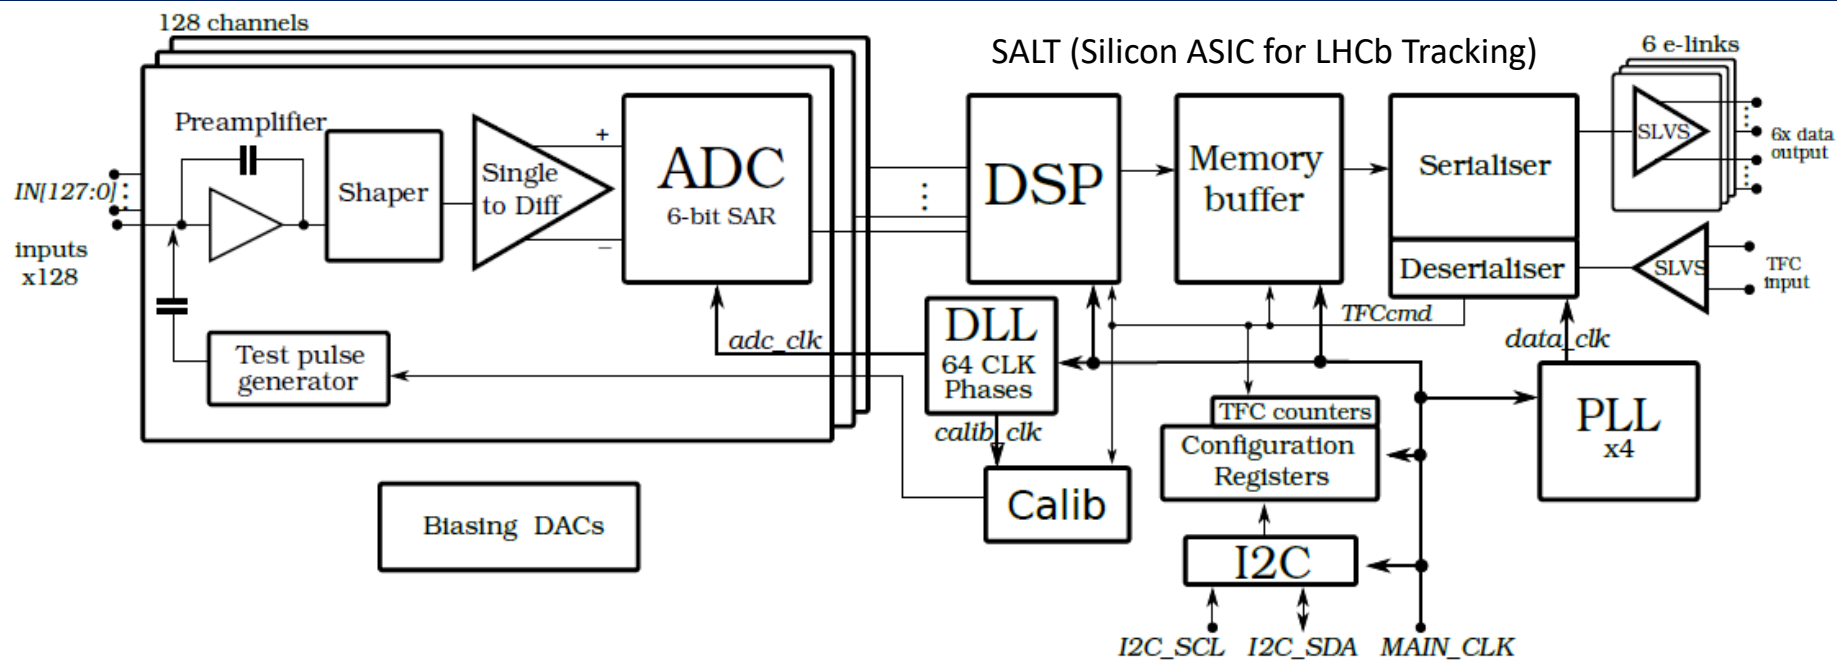 128 channels
SALT (Silicon ASIC for LHCb Tracking)
6 e-links
Preamplifier
IN[127:0]
inputs
x128
Shaper
Single
to Diff
+
−
ADC
6-bit SAR
DSP
Memory
buffer
Serialiser
Deserialiser
SLVS
6x data
output
SLVS
TFC
input
TFCcmd
data_clk
adc_clk
DLL
64 CLK
Phases
calib_clk
Test pulse
generator
Calib
TFC counters
Configuration
Registers
PLL
x4
Biasing DACs
I2C
I2C_SCL
I2C_SDA
MAIN_CLK